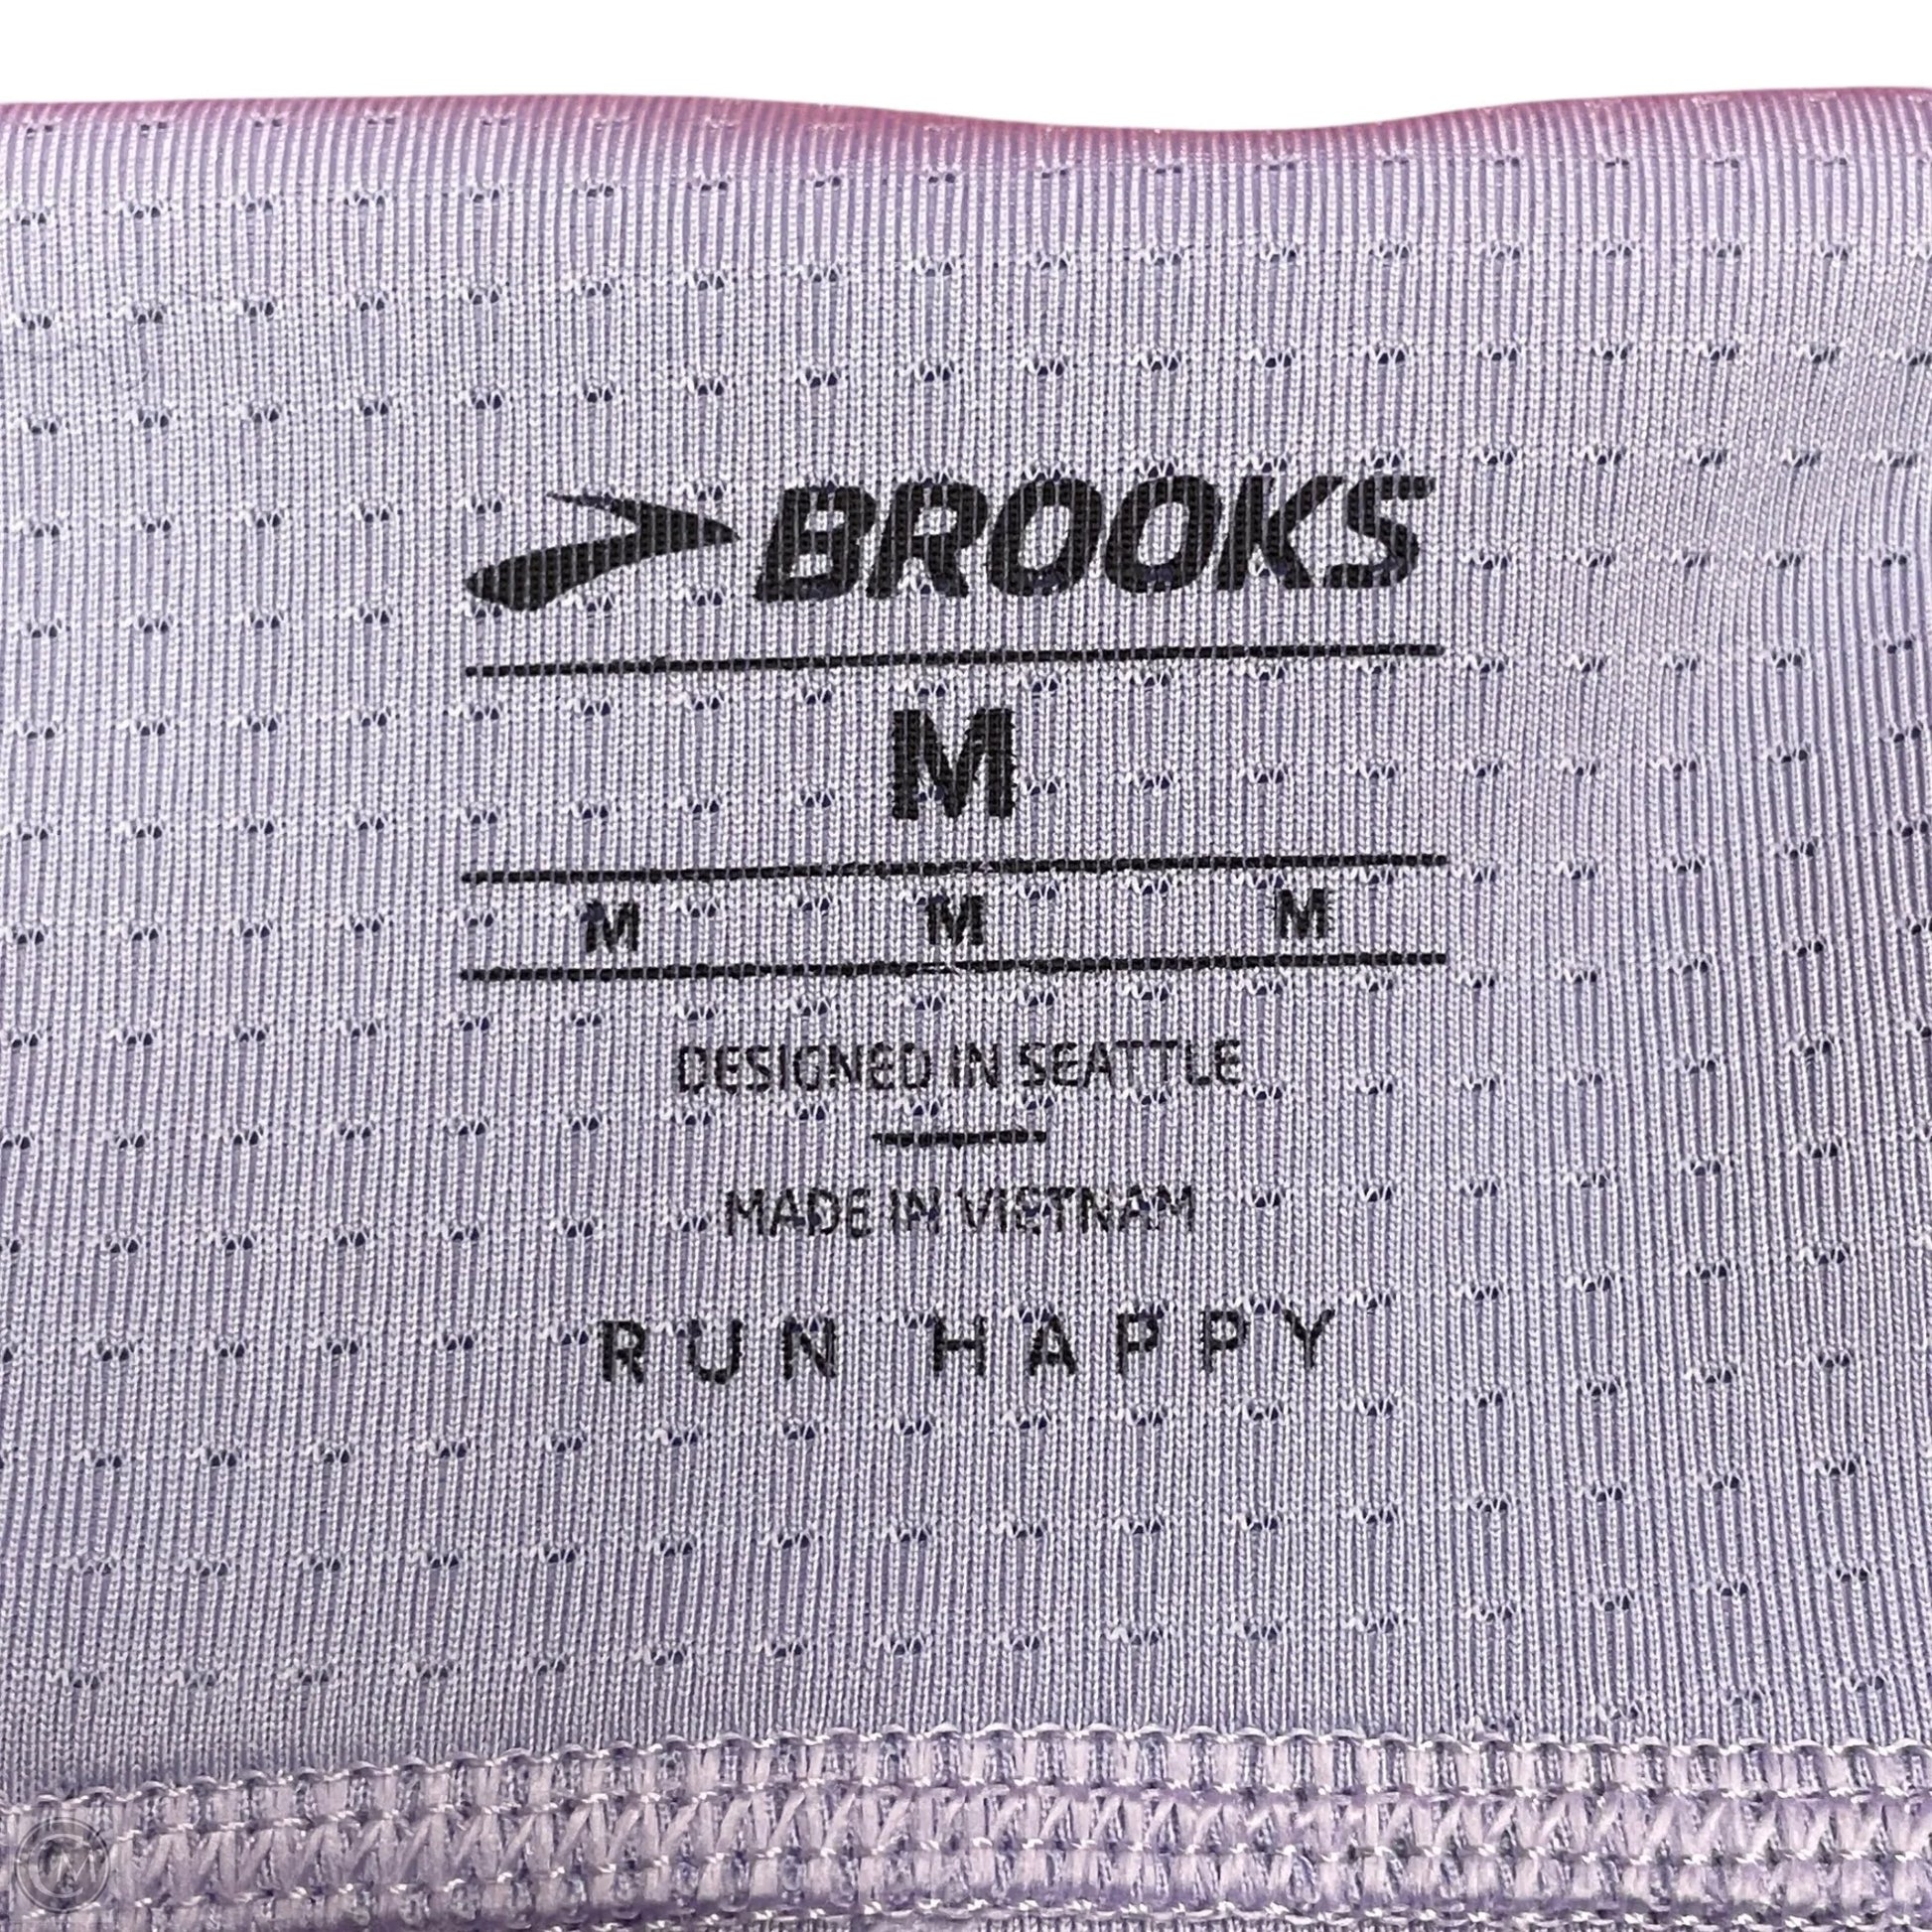 BROOKS
M
M M M
DESIGNED IN SEATTLE
MADE IN VIETNAM
RUN HAPPY